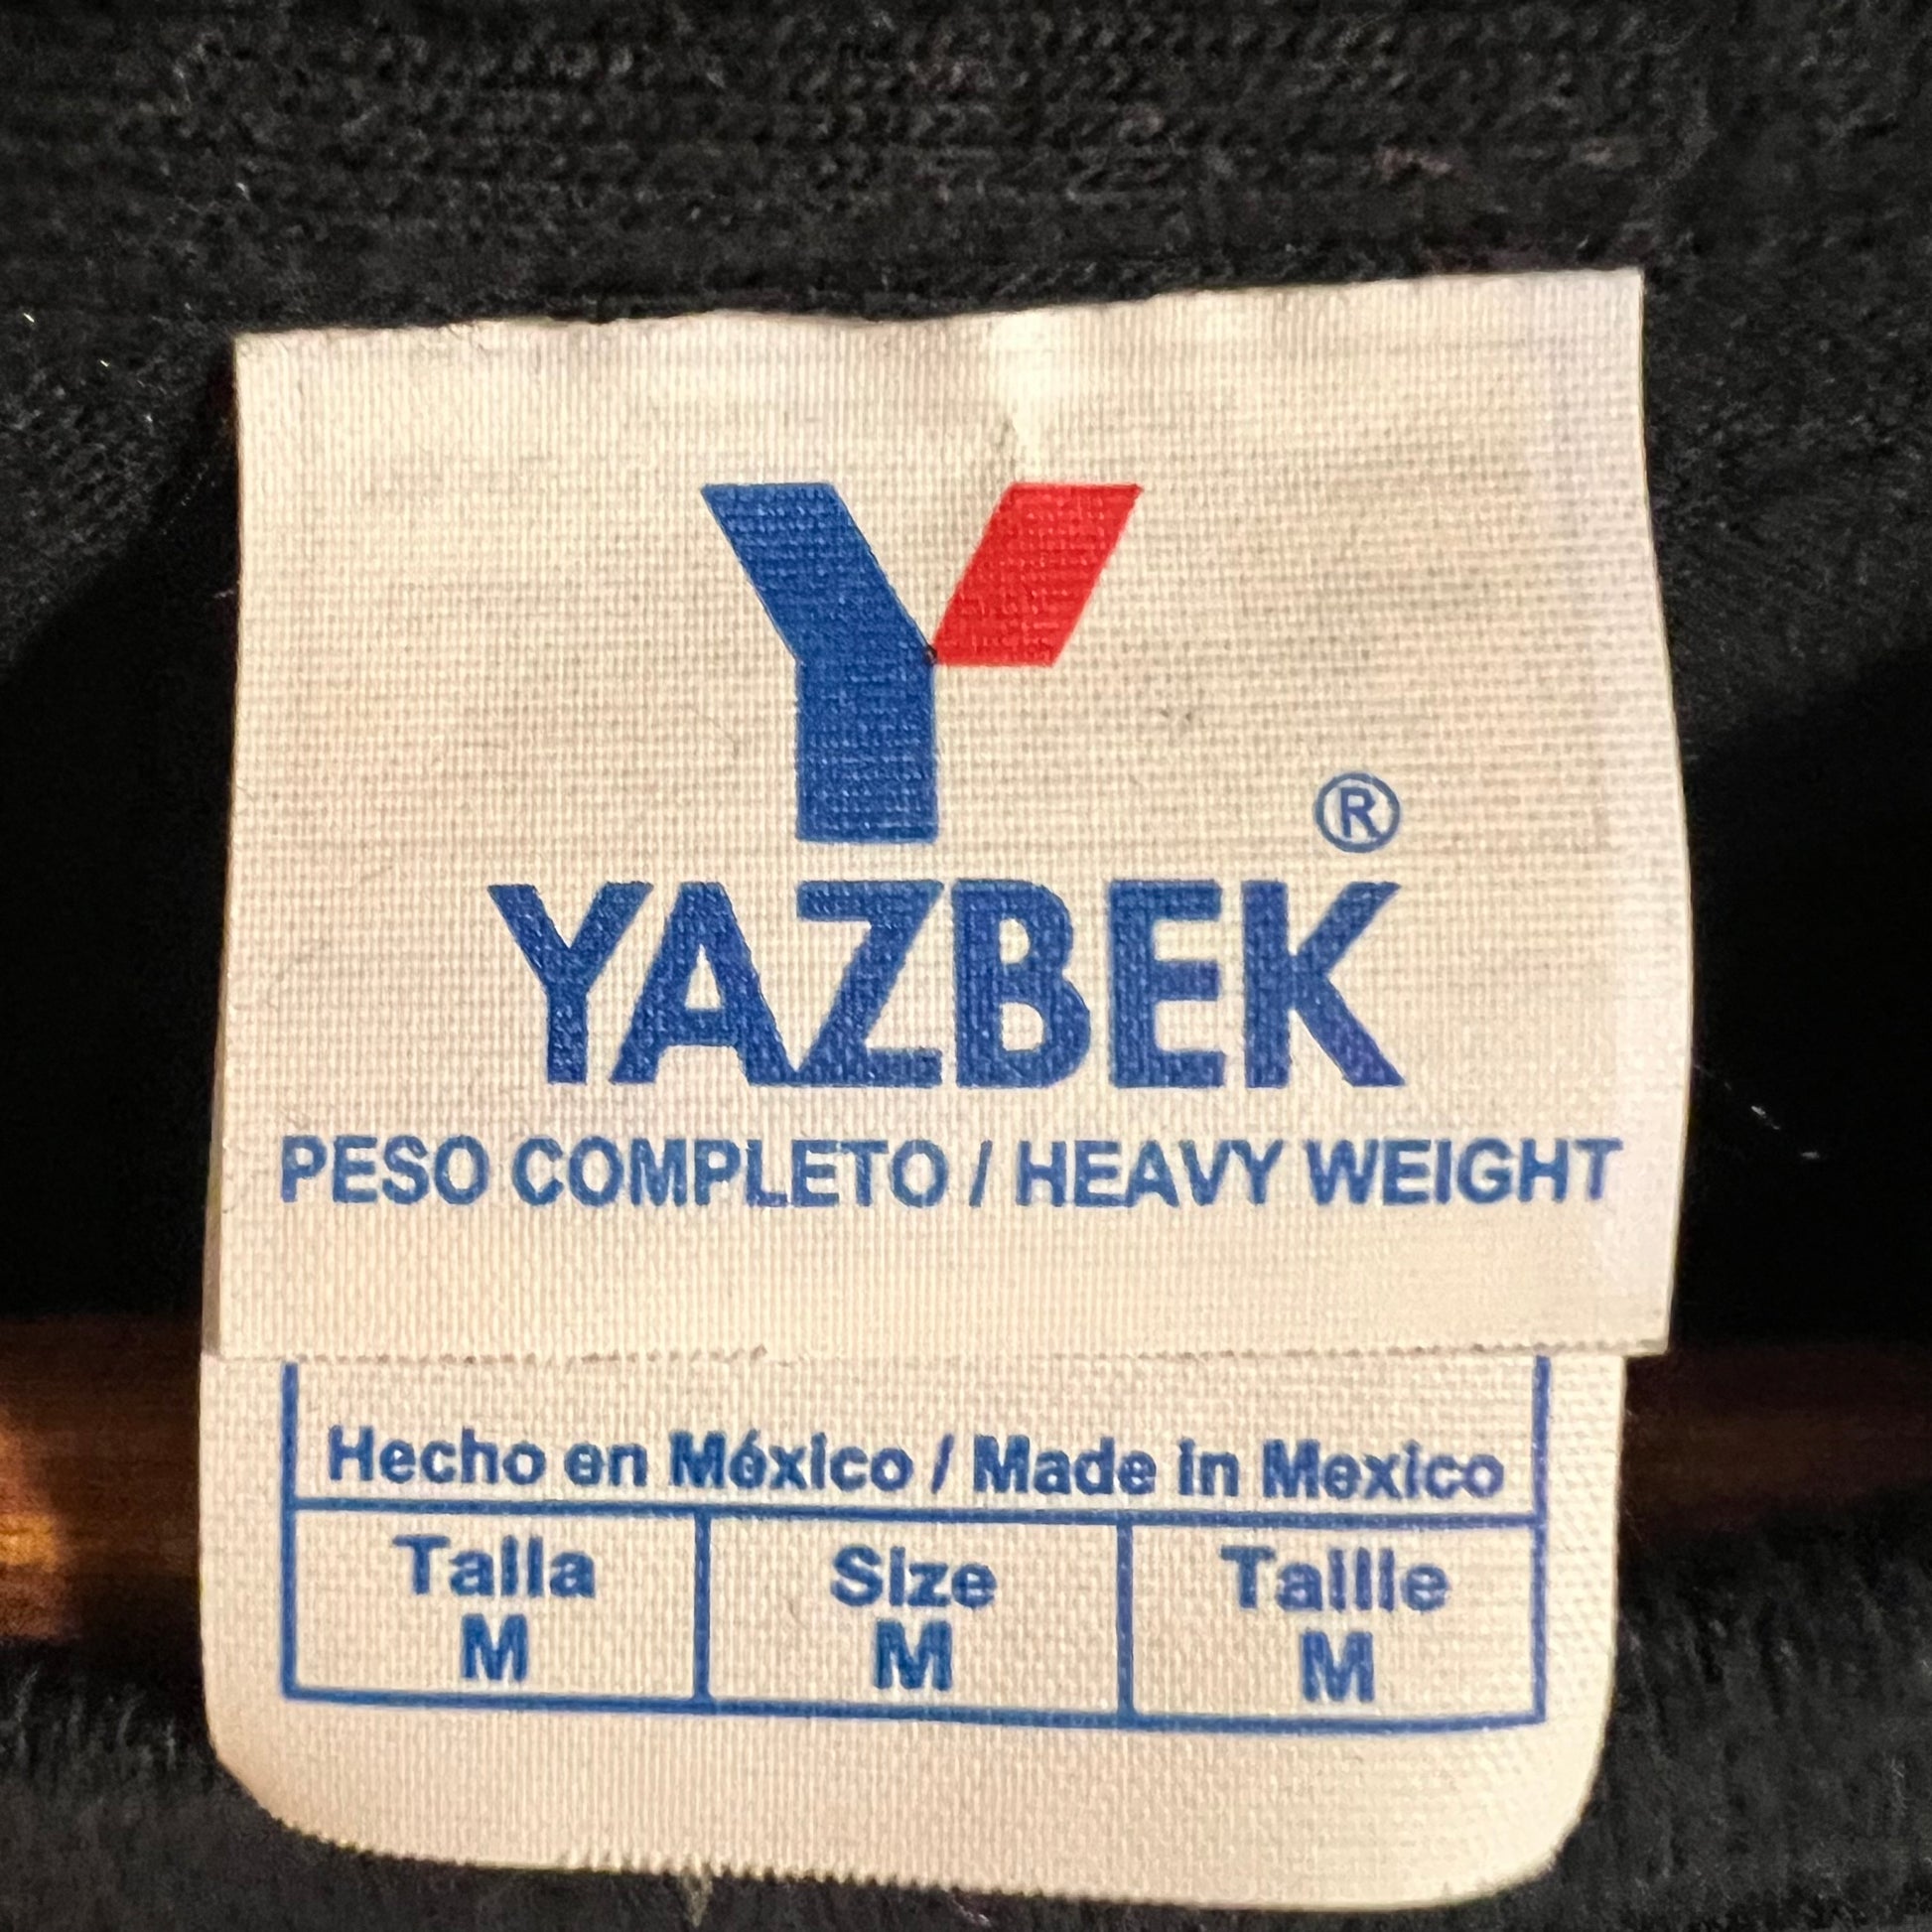 Y
®
YAZBEK
PESO COMPLETO / HEAVY WEIGHT
Hecho en México / Made in Mexico
Talla Size Taille
M M M